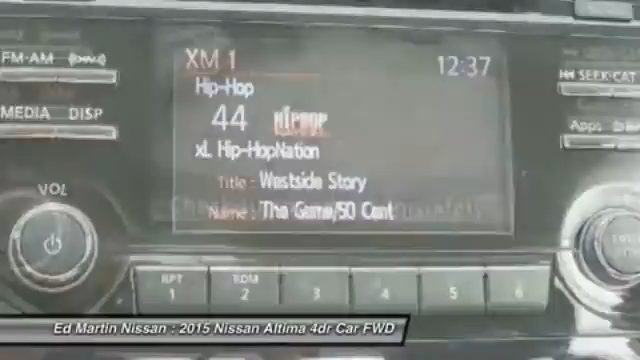 XM 1
12:37
FM·AM
SEEK·CAT
Hip-Hop
44 HIPHOP
MEDIA DISP
Apps
xL Hip-HopNation
Title : Westside Story
Name : The Game/50 Cent
VOL
RPT RDM
1 2 3 4 5 6
Ed Martin Nissan : 2015 Nissan Altima 4dr Car FWD